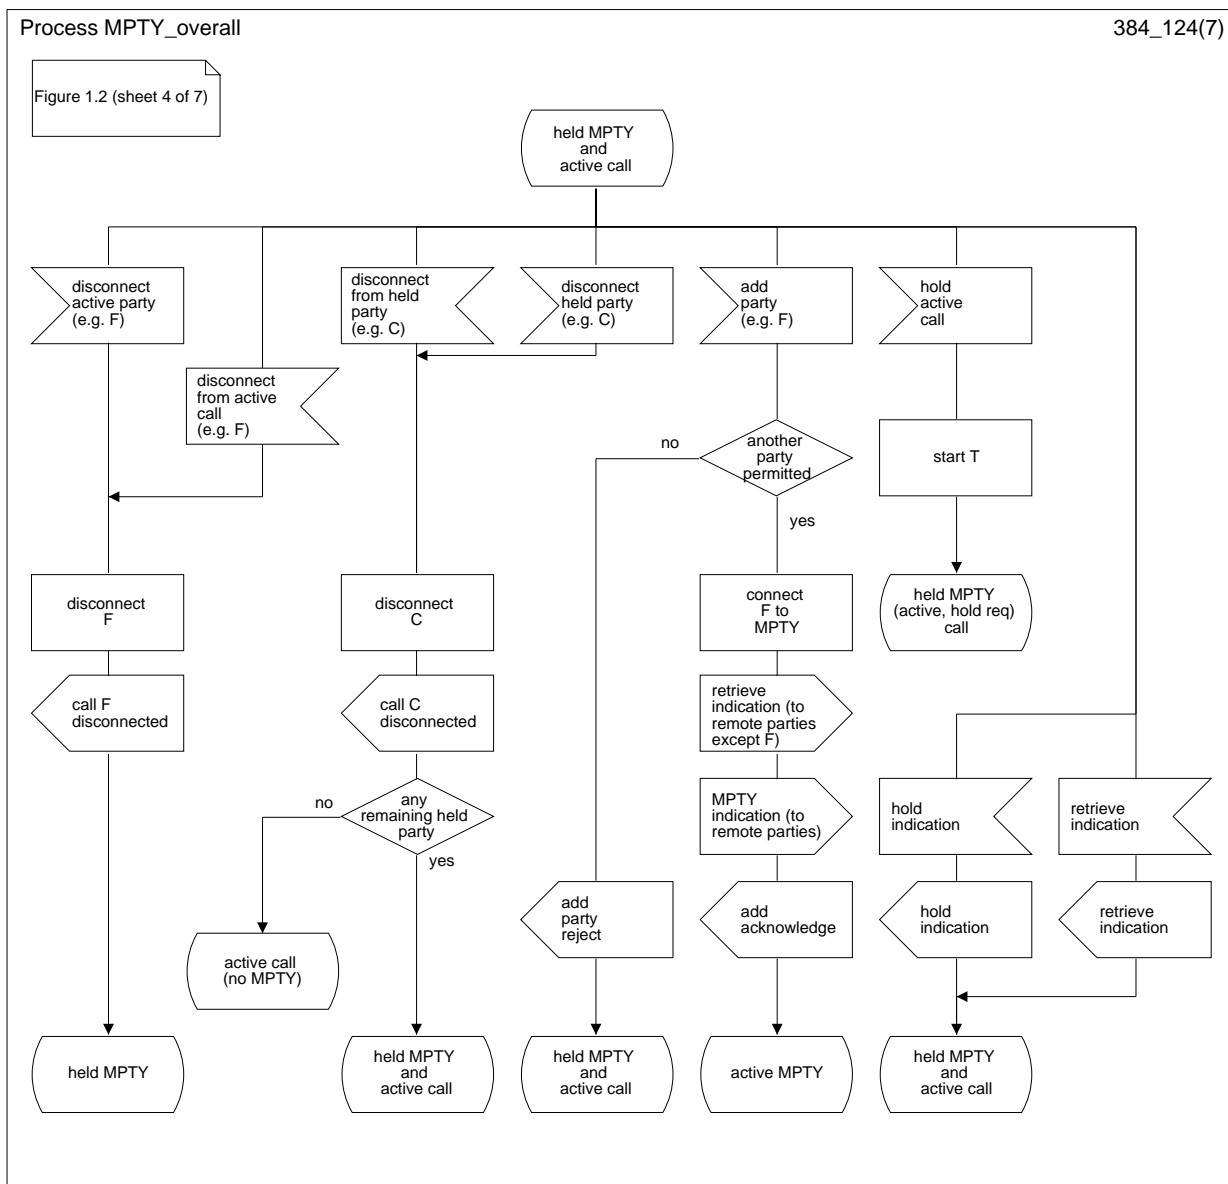 Process MPTY_overall
384_124(7)
Figure 1.2 (sheet 4 of 7)
held MPTY
and
active call
disconnect
active party
(e.g. F)
disconnect
from held
party
(e.g. C)
disconnect
held party
(e.g. C)
add
party
(e.g. F)
hold
active
call
disconnect
from active
call
(e.g. F)
no
another
party
permitted
yes
start T
disconnect
F
disconnect
C
connect
F to
MPTY
held MPTY
(active, hold req)
call
call F
disconnected
call C
disconnected
retrieve
indication (to
remote parties
except F)
no
any
remaining held
party
yes
MPTY
indication (to
remote parties)
hold
indication
retrieve
indication
add
party
reject
add
acknowledge
hold
indication
retrieve
indication
active call
(no MPTY)
held MPTY
held MPTY
and
active call
held MPTY
and
active call
active MPTY
held MPTY
and
active call